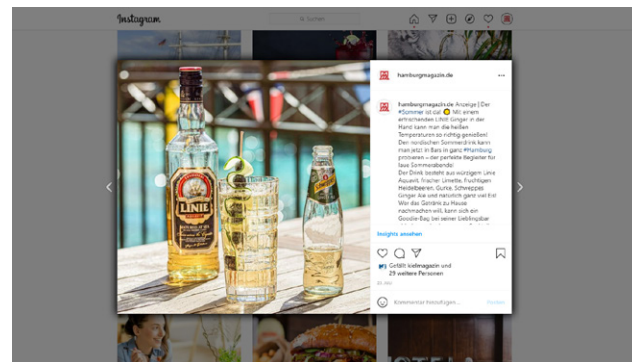 Instagram
Suchen
hamburgmagazin.de
hamburgmagazin.de Anzeige | Der
#Sommer ist da! Mit einem
erfrischenden Linie Ginger in der
Hand kann man die heißen
Temperaturen so richtig genießen!
Den nordischen Sommerdrink kann
man jetzt in Bars in ganz #Hamburg
probieren – der perfekte Begleiter für
laue Sommerabende!
Der Drink besteht aus würzigem Linie
Aquavit, frischer Limette, fruchtigen
Heidelbeeren, Gurke, Schweppes
Ginger Ale und natürlich ganz viel Eis!
Wer das Getränk zu Hause
nachmachen will, kann sich ein
Goodie-Bag bei seiner Lieblingsbar
LINIE
Insights ansehen
Gefällt kielmagazin und
29 weitere Personen
Kommentar hinzufügen...
Posten